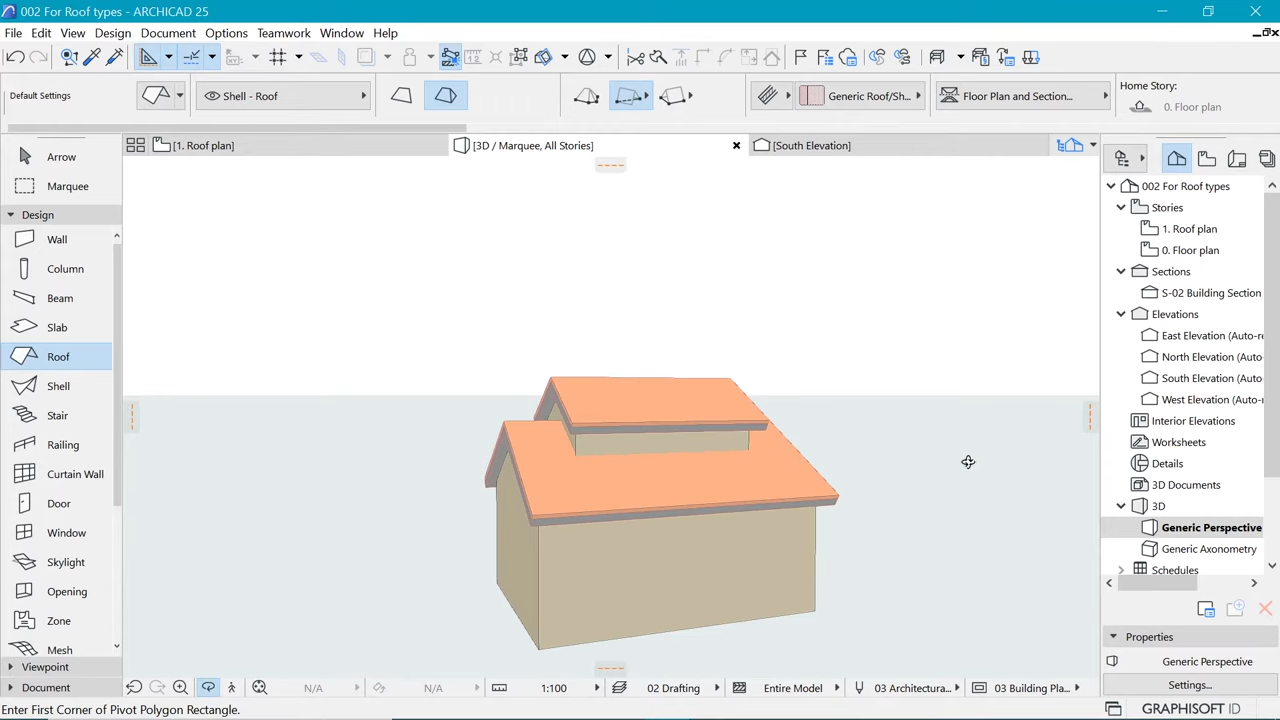 002 For Roof types - ARCHICAD 25
File Edit View Design Document Options Teamwork Window Help
Default Settings
Shell - Roof
Generic Roof/Sh...
Floor Plan and Section...
Home Story:
0. Floor plan
[1. Roof plan]
[3D / Marquee, All Stories]
[South Elevation]
Arrow
Marquee
Design
Wall
Column
Beam
Slab
Roof
Shell
Stair
Railing
Curtain Wall
Door
Window
Skylight
Opening
Zone
Mesh
Viewpoint
Document
002 For Roof types
Stories
1. Roof plan
0. Floor plan
Sections
S-02 Building Section
Elevations
East Elevation (Auto-re
North Elevation (Auto
South Elevation (Auto
West Elevation (Auto-r
Interior Elevations
Worksheets
Details
3D Documents
3D
Generic Perspective
Generic Axonometry
Schedules
Properties
Generic Perspective
Settings...
N/A
N/A
1:100
02 Drafting
Entire Model
03 Architectura...
03 Building Pla...
Enter First Corner of Pivot Polygon Rectangle.
GRAPHISOFT ID